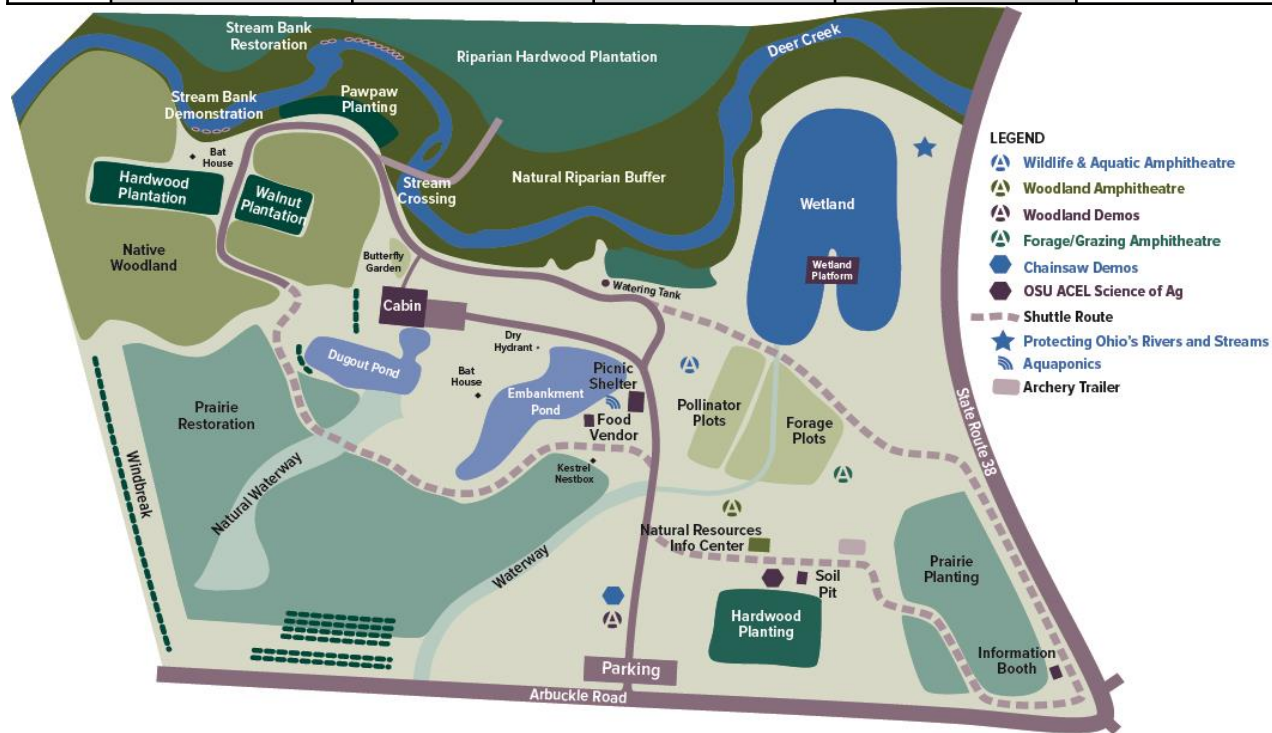 Stream Bank
Restoration
Riparian Hardwood Plantation
Deer Creek
Stream Bank
Demonstration
Pawpaw
Planting
Bat
House
Hardwood
Plantation
Walnut
Plantation
Stream
Crossing
Natural Riparian Buffer
Wetland
Wetland
Platform
Native
Woodland
Butterfly
Garden
Cabin
Watering Tank
Dry
Hydrant
Dugout Pond
Bat
House
Embankment
Pond
Picnic
Shelter
Food
Vendor
Pollinator
Plots
Forage
Plots
Prairie
Restoration
Windbreak
Natural Waterway
Kestrel
Nestbox
Waterway
Natural Resources
Info Center
Soil
Pit
Hardwood
Planting
Prairie
Planting
Information
Booth
Parking
Arbuckle Road
State Route 38
LEGEND
Wildlife & Aquatic Amphitheatre
Woodland Amphitheatre
Woodland Demos
Forage/Grazing Amphitheatre
Chainsaw Demos
OSU ACEL Science of Ag
Shuttle Route
Protecting Ohio's Rivers and Streams
Aquaponics
Archery Trailer